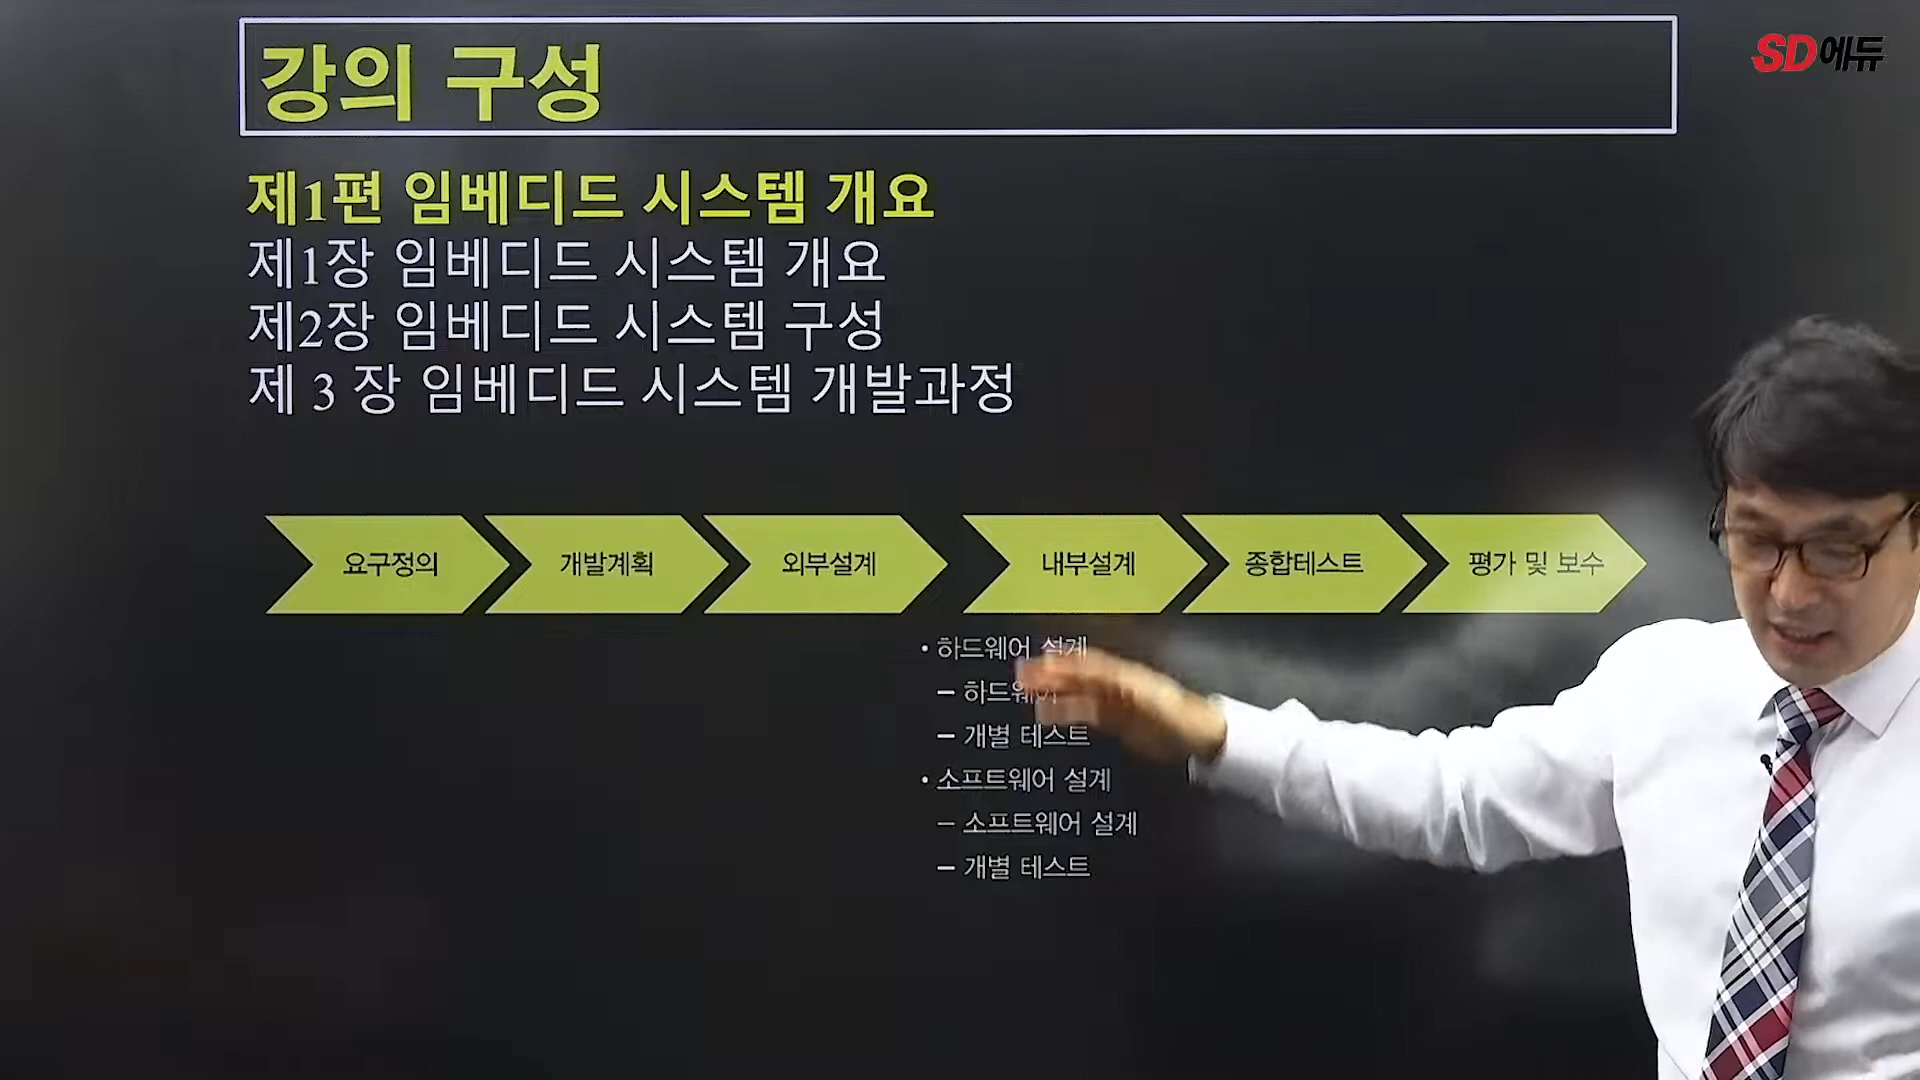 강의 구성
SD에듀
제1편 임베디드 시스템 개요
제1장 임베디드 시스템 개요
제2장 임베디드 시스템 구성
제 3 장 임베디드 시스템 개발과정
요구정의 개발계획 외부설계 내부설계 종합테스트 평가 및 보수
• 하드웨어 설계
– 하드웨어
– 개별 테스트
• 소프트웨어 설계
– 소프트웨어 설계
– 개별 테스트